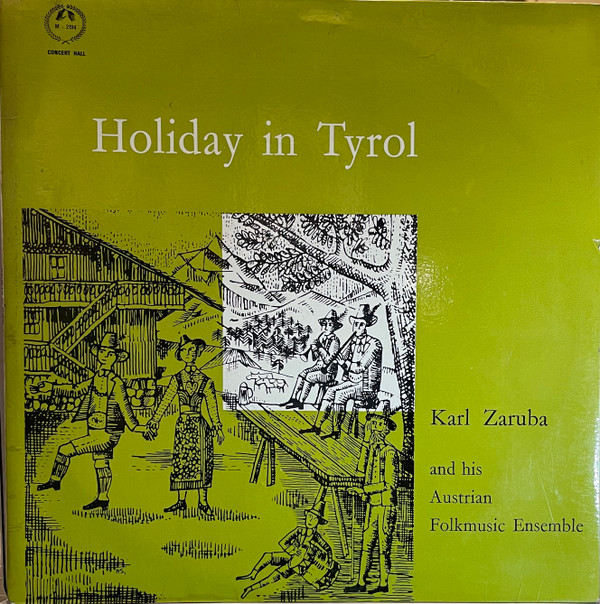 CONCERT HALL
Holiday in Tyrol
Karl Zaruba
and his
Austrian
Folkmusic Ensemble